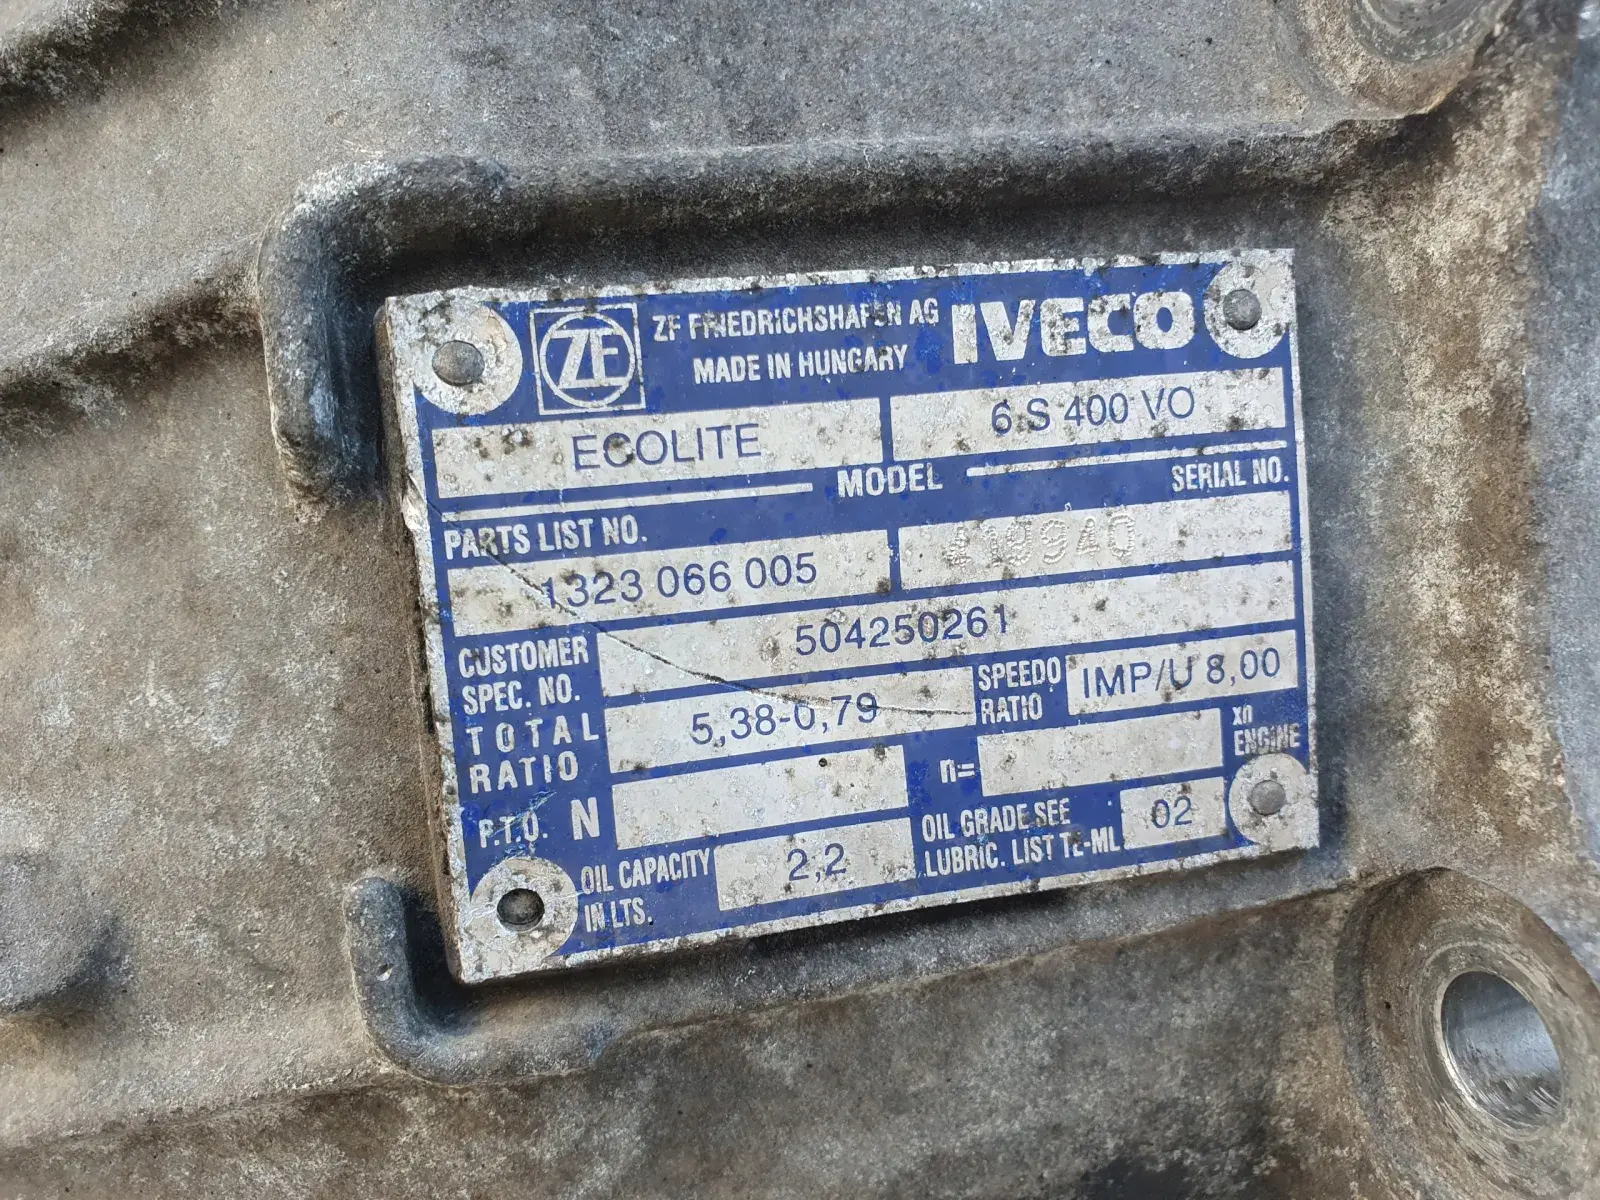 ZF
ZF FRIEDRICHSHAFEN AG
MADE IN HUNGARY
IVECO
ECOLITE
6 S 400 VO
MODEL
SERIAL NO.
PARTS LIST NO.
1323 066 005
CUSTOMER
SPEC. NO.
504250261
TOTAL
RATIO
5,38-0,79
SPEEDO
RATIO
IMP/U 8,00
P.T.O. N
n=
xn
ENGINE
OIL CAPACITY
IN LTS.
2,2
OIL GRADE SEE
LUBRIC. LIST TE-ML
02